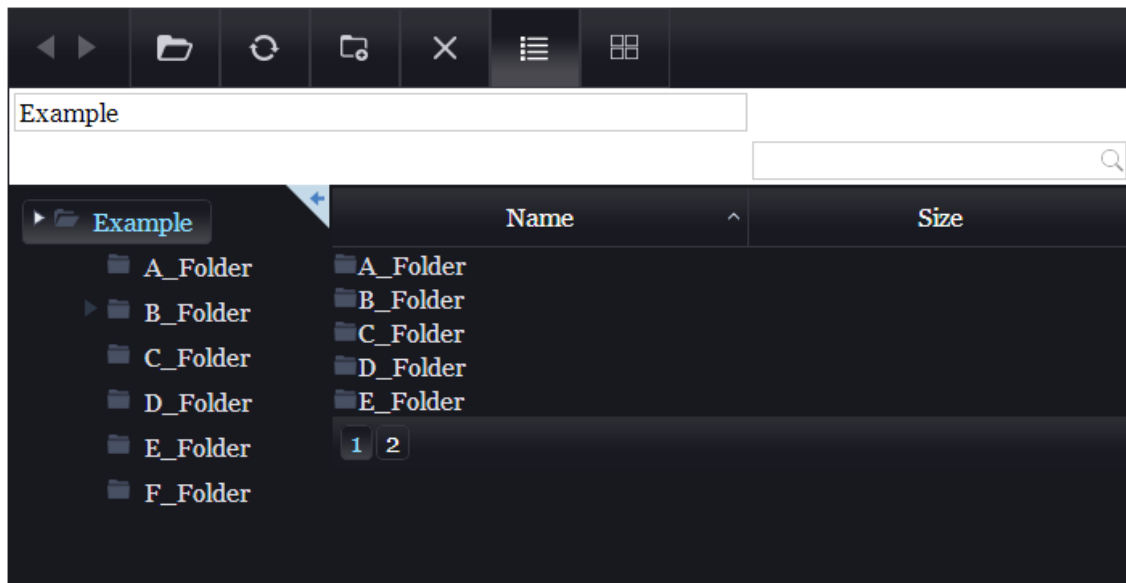 Example
Example
A_Folder
B_Folder
C_Folder
D_Folder
E_Folder
F_Folder
Name Size
A_Folder
B_Folder
C_Folder
D_Folder
E_Folder
1 2